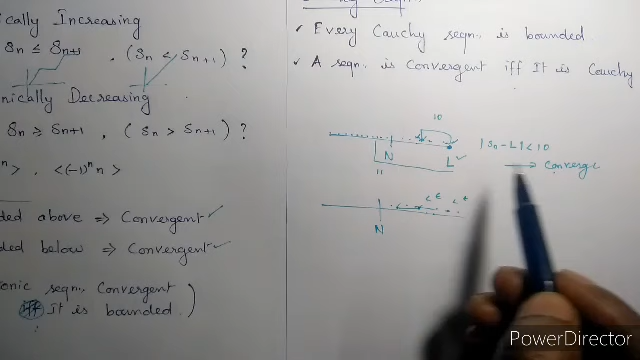 ically Increasing
Sn ≤ Sn+1 . (Sn < Sn+1) ?
nically Decreasing
Sn ≥ Sn+1 , (Sn > Sn+1) ?
n> . <(-1)ⁿ n>
ded above ⇒ Convergent ✓
nded below ⇒ Convergent ✓
onic seqn. Convergent
iff It is bounded. )
✓ Every Cauchy seqn. is bounded.
✓ A seqn. is Convergent iff It is Cauchy
10
N L ✓
11
|Sn - L| < 10
→ Converge
< ε < ε
N
PowerDirector